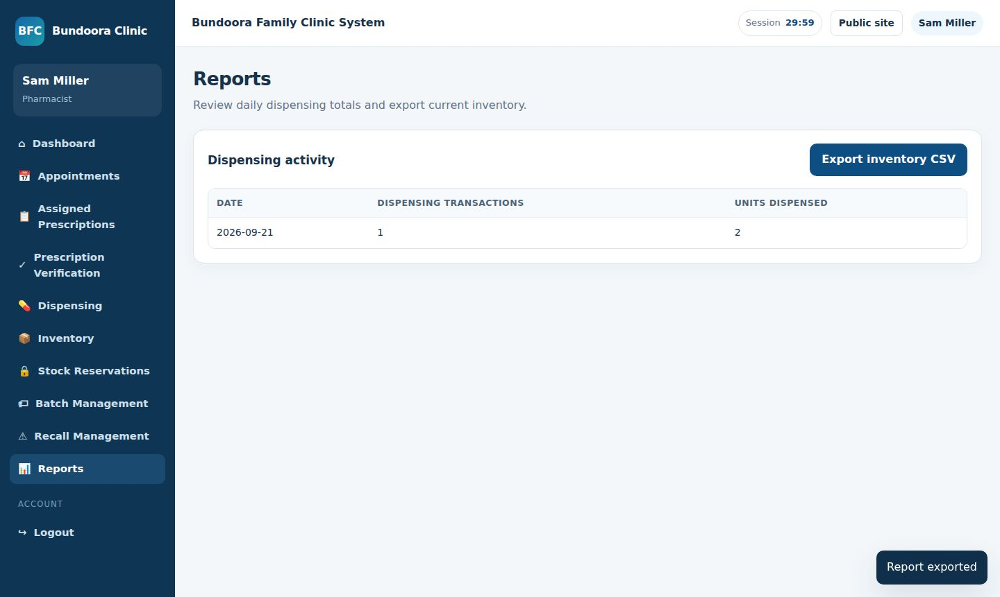 BFC Bundoora Clinic
Sam Miller
Pharmacist
Dashboard
Appointments
Assigned
Prescriptions
Prescription
Verification
Dispensing
Inventory
Stock Reservations
Batch Management
Recall Management
Reports
ACCOUNT
Logout
Bundoora Family Clinic System
Session 29:59
Public site
Sam Miller
Reports
Review daily dispensing totals and export current inventory.
Dispensing activity
Export inventory CSV
DATE DISPENSING TRANSACTIONS UNITS DISPENSED
2026-09-21 1 2
Report exported